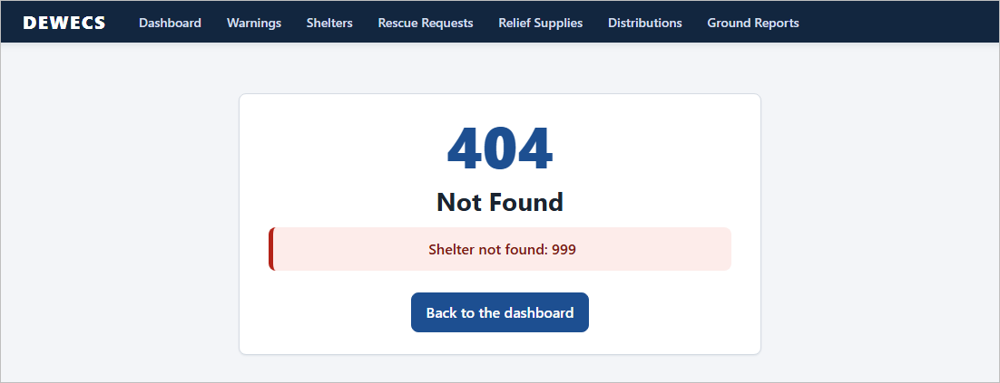 DEWECS Dashboard Warnings Shelters Rescue Requests Relief Supplies Distributions Ground Reports
404
Not Found
Shelter not found: 999
Back to the dashboard